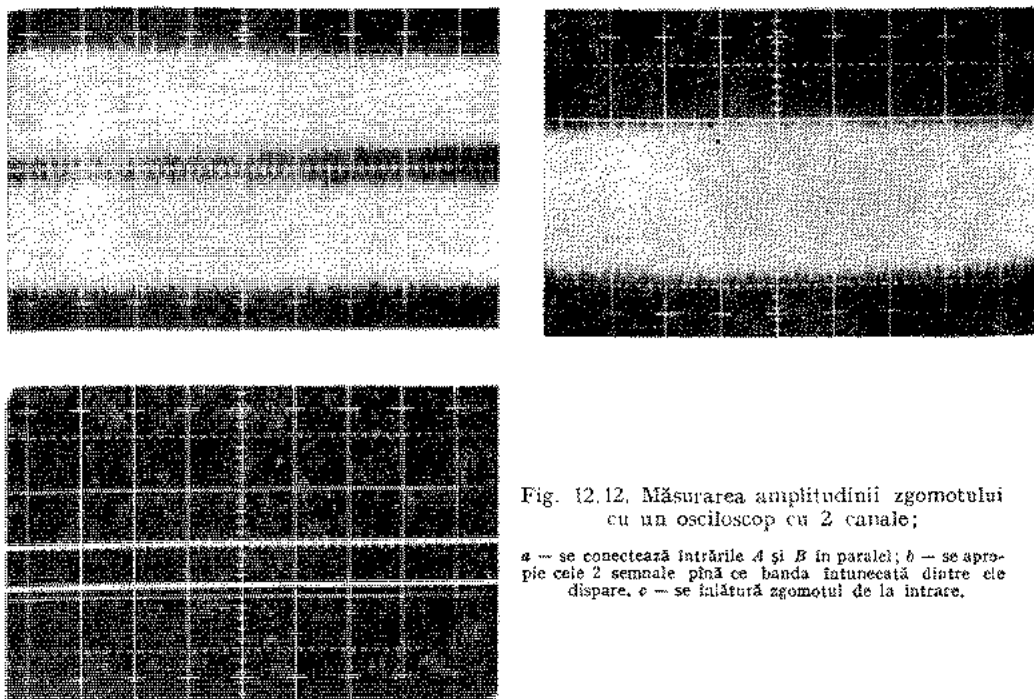 Fig. 12.12. Măsurarea amplitudinii zgomotului
cu un osciloscop cu 2 canale;
a — se conectează intrările A și B în paralel; b — se apro-
pie cele 2 semnale pînă ce banda întunecată dintre ele
dispare. c — se înlătură zgomotul de la intrare.